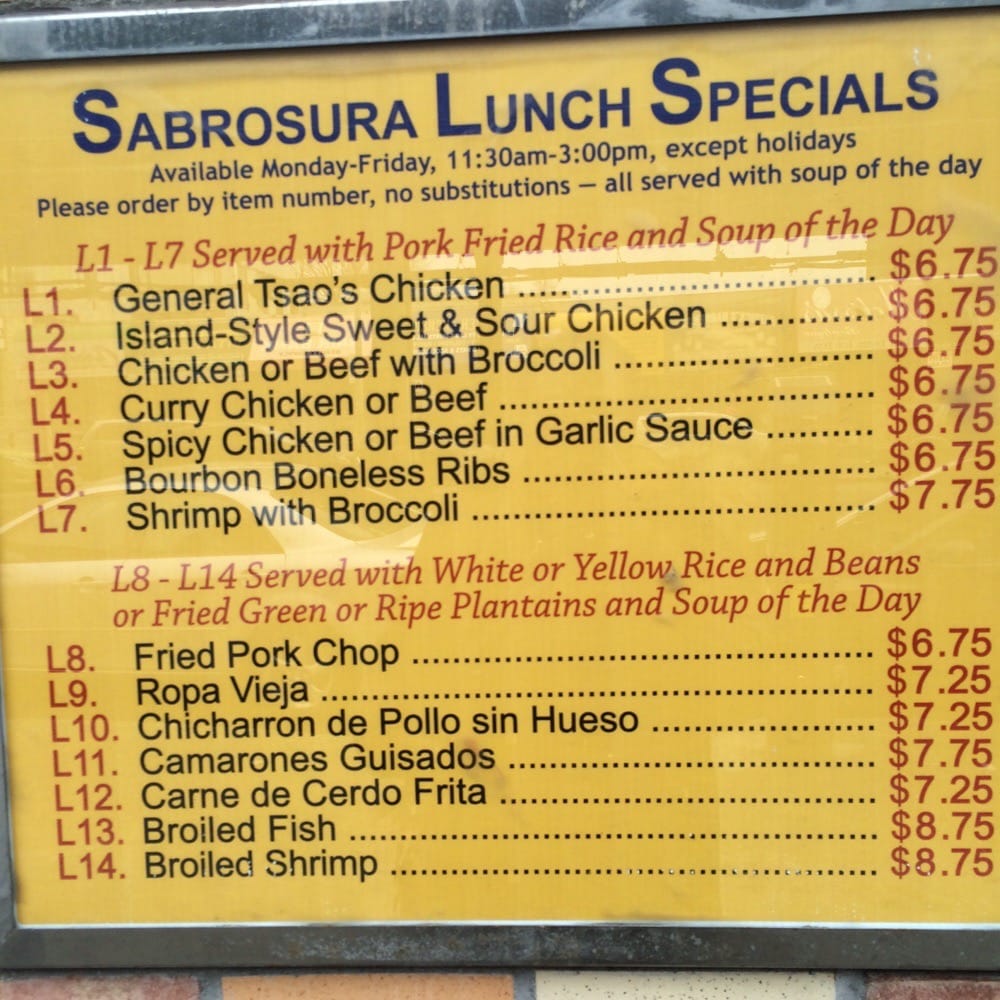 SABROSURA LUNCH SPECIALS
Available Monday-Friday, 11:30am-3:00pm, except holidays
Please order by item number, no substitutions — all served with soup of the day
L1 - L7 Served with Pork Fried Rice and Soup of the Day
L1. General Tsao's Chicken .............................. $6.75
L2. Island-Style Sweet & Sour Chicken ............... $6.75
L3. Chicken or Beef with Broccoli ...................... $6.75
L4. Curry Chicken or Beef ................................ $6.75
L5. Spicy Chicken or Beef in Garlic Sauce .......... $6.75
L6. Bourbon Boneless Ribs .............................. $6.75
L7. Shrimp with Broccoli ................................... $7.75
L8 - L14 Served with White or Yellow Rice and Beans
or Fried Green or Ripe Plantains and Soup of the Day
L8. Fried Pork Chop ........................................ $6.75
L9. Ropa Vieja ................................................ $7.25
L10. Chicharron de Pollo sin Hueso ................... $7.25
L11. Camarones Guisados ................................ $7.75
L12. Carne de Cerdo Frita ................................. $7.25
L13. Broiled Fish .............................................. $8.75
L14. Broiled Shrimp .......................................... $8.75